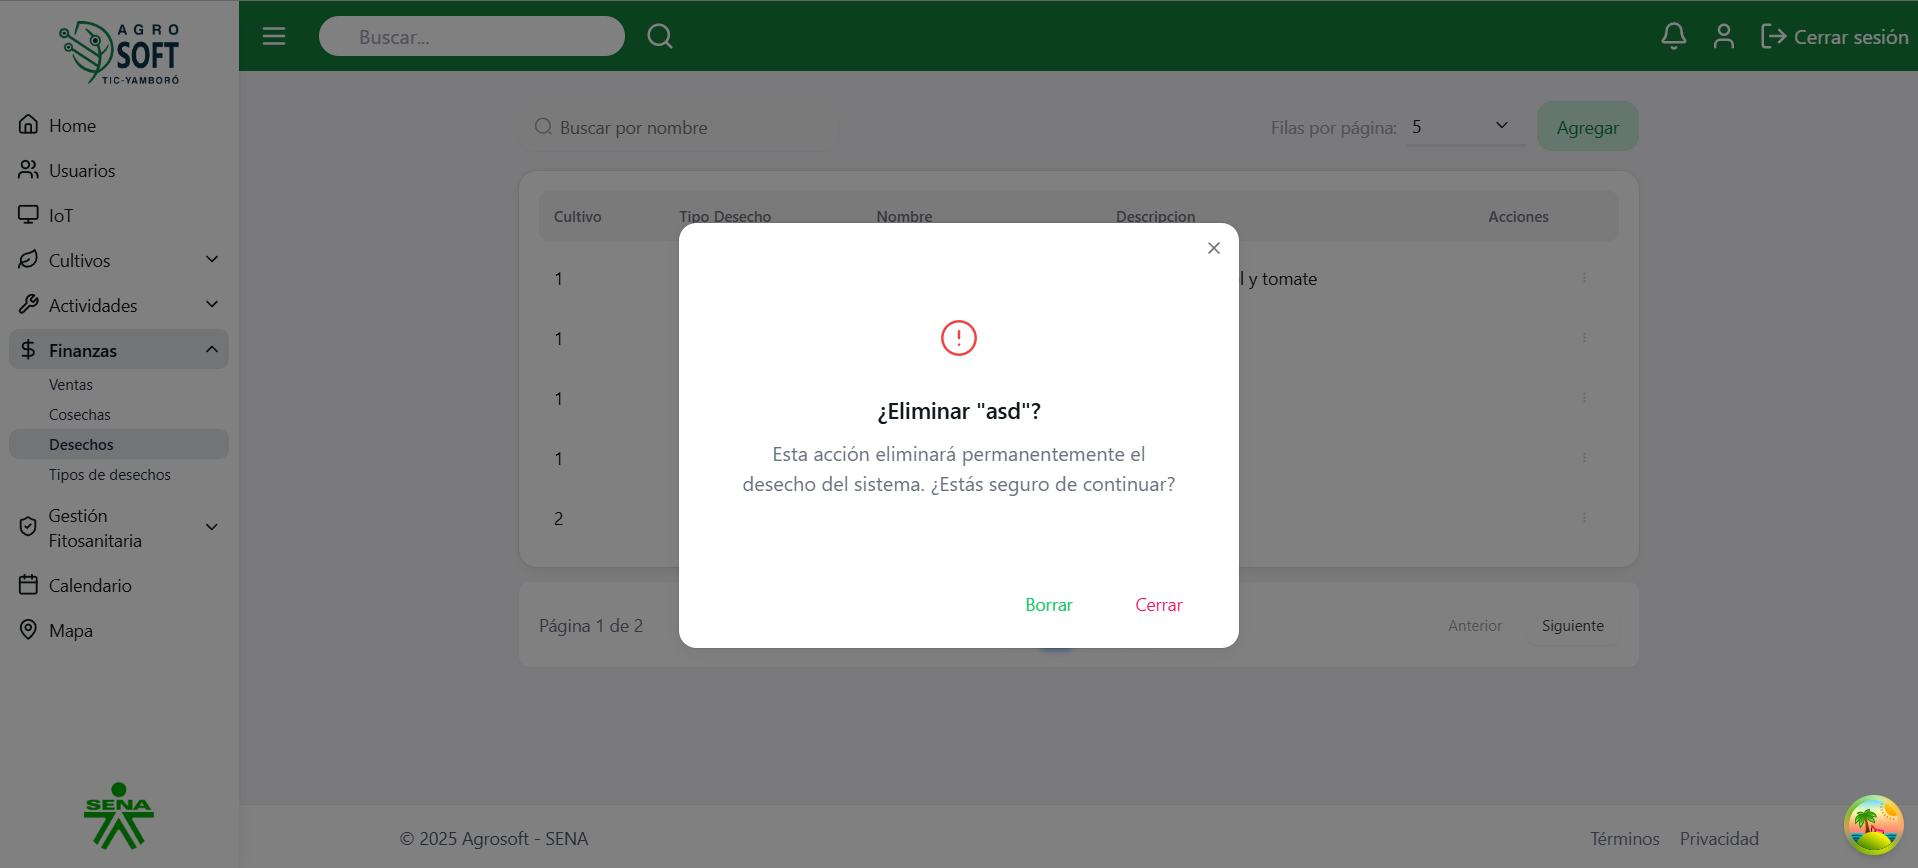 AGRO
SOFT
TIC-YAMBORÓ
Buscar...
Cerrar sesión
Home
Usuarios
IoT
Cultivos
Actividades
Finanzas
Ventas
Cosechas
Desechos
Tipos de desechos
Gestión
Fitosanitaria
Calendario
Mapa
SENA
Buscar por nombre
Filas por página: 5
Agregar
Cultivo Tipo Desecho Nombre Descripcion Acciones
1 l y tomate
1
1
1
2
¿Eliminar "asd"?
Esta acción eliminará permanentemente el
desecho del sistema. ¿Estás seguro de continuar?
Borrar Cerrar
Página 1 de 2
Anterior Siguiente
© 2025 Agrosoft - SENA
Términos Privacidad